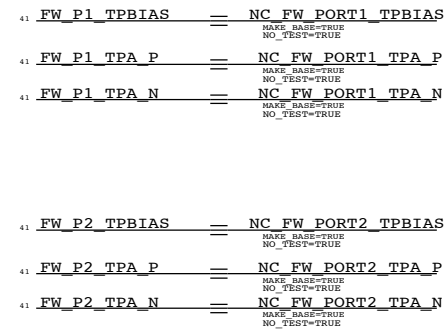 41 FW_P1_TPBIAS = NC_FW_PORT1_TPBIAS
MAKE_BASE=TRUE
NO_TEST=TRUE
41 FW_P1_TPA_P = NC_FW_PORT1_TPA_P
MAKE_BASE=TRUE
NO_TEST=TRUE
41 FW_P1_TPA_N = NC_FW_PORT1_TPA_N
MAKE_BASE=TRUE
NO_TEST=TRUE
41 FW_P2_TPBIAS = NC_FW_PORT2_TPBIAS
MAKE_BASE=TRUE
NO_TEST=TRUE
41 FW_P2_TPA_P = NC_FW_PORT2_TPA_P
MAKE_BASE=TRUE
NO_TEST=TRUE
41 FW_P2_TPA_N = NC_FW_PORT2_TPA_N
MAKE_BASE=TRUE
NO_TEST=TRUE